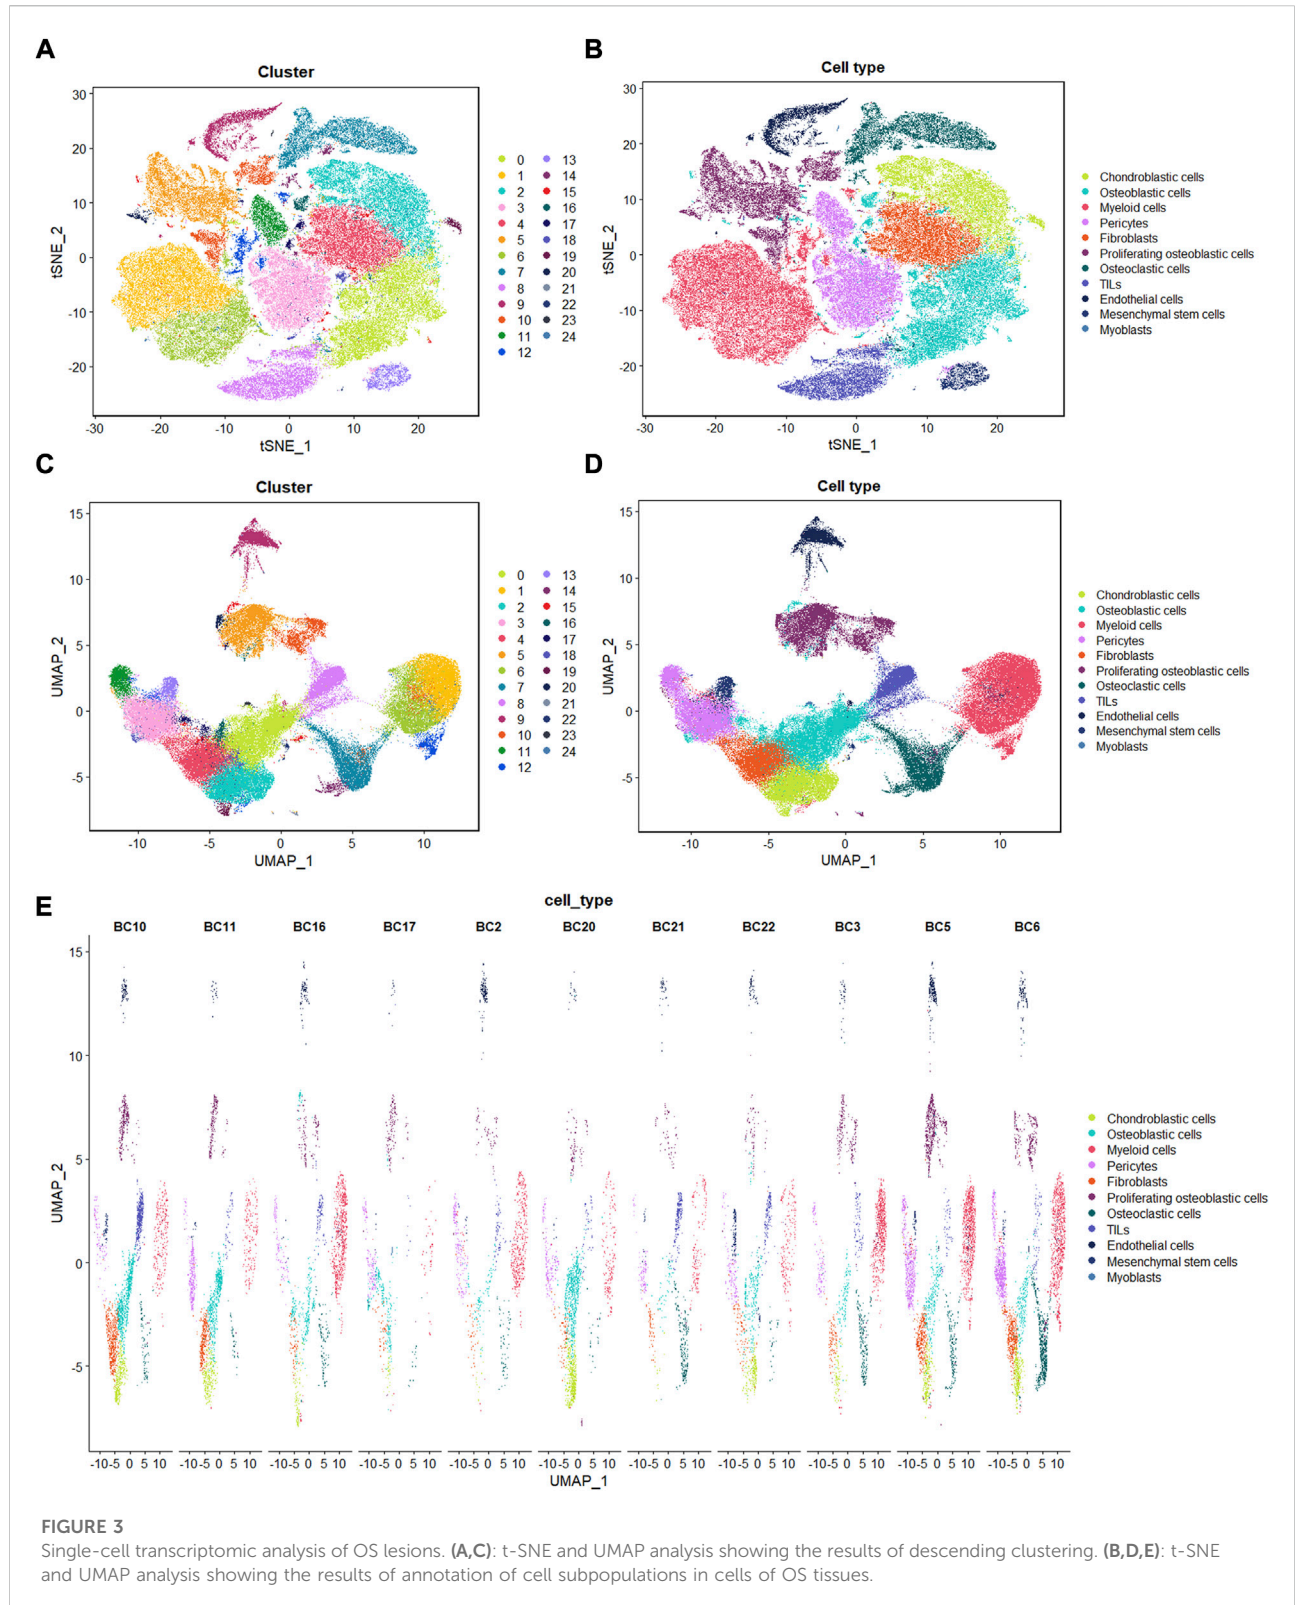 A
Cluster
30
20
10
0
-10
-20
tSNE_2
-30 -20 -10 0 10 20
tSNE_1
0 13
1 14
2 15
3 16
4 17
5 18
6 19
7 20
8 21
9 22
10 23
11 24
12
B
Cell type
30
20
10
0
-10
-20
tSNE_2
-30 -20 -10 0 10 20
tSNE_1
Chondroblastic cells
Osteoblastic cells
Myeloid cells
Pericytes
Fibroblasts
Proliferating osteoblastic cells
Osteoclastic cells
TILs
Endothelial cells
Mesenchymal stem cells
Myoblasts
C
Cluster
15
10
5
0
-5
UMAP_2
-10 -5 0 5 10
UMAP_1
0 13
1 14
2 15
3 16
4 17
5 18
6 19
7 20
8 21
9 22
10 23
11 24
12
D
Cell type
15
10
5
0
-5
UMAP_2
-10 -5 0 5 10
UMAP_1
Chondroblastic cells
Osteoblastic cells
Myeloid cells
Pericytes
Fibroblasts
Proliferating osteoblastic cells
Osteoclastic cells
TILs
Endothelial cells
Mesenchymal stem cells
Myoblasts
E
cell_type
BC10 BC11 BC16 BC17 BC2 BC20 BC21 BC22 BC3 BC5 BC6
15
10
5
0
-5
UMAP_2
-10 -5 0 5 10 -10 -5 0 5 10 -10 -5 0 5 10 -10 -5 0 5 10 -10 -5 0 5 10 -10 -5 0 5 10 -10 -5 0 5 10 -10 -5 0 5 10 -10 -5 0 5 10 -10 -5 0 5 10 -10 -5 0 5 10
UMAP_1
Chondroblastic cells
Osteoblastic cells
Myeloid cells
Pericytes
Fibroblasts
Proliferating osteoblastic cells
Osteoclastic cells
TILs
Endothelial cells
Mesenchymal stem cells
Myoblasts
FIGURE 3
Single-cell transcriptomic analysis of OS lesions. (A,C): t-SNE and UMAP analysis showing the results of descending clustering. (B,D,E): t-SNE
and UMAP analysis showing the results of annotation of cell subpopulations in cells of OS tissues.